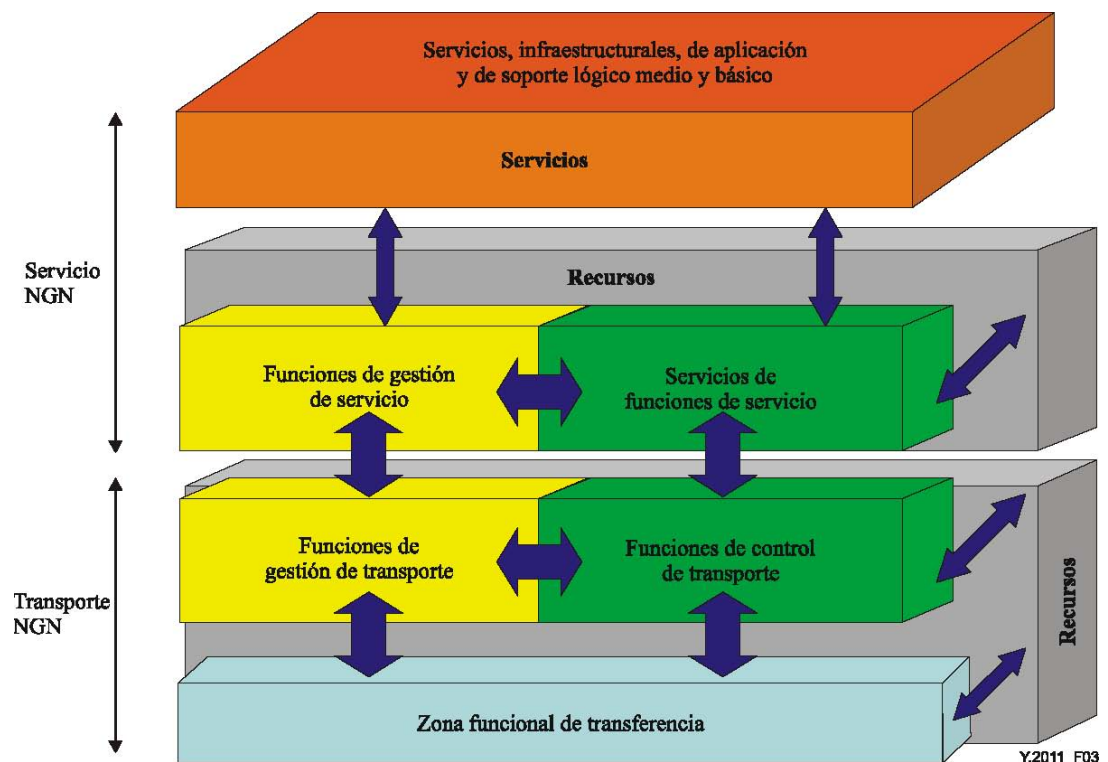 Servicios, infraestructurales, de aplicación
y de soporte lógico medio y básico
Servicios
Servicio
NGN
Recursos
Funciones de gestión
de servicio
Servicios de
funciones de servicio
Transporte
NGN
Funciones de
gestión de transporte
Funciones de control
de transporte
Recursos
Zona funcional de transferencia
Y.2011_F03